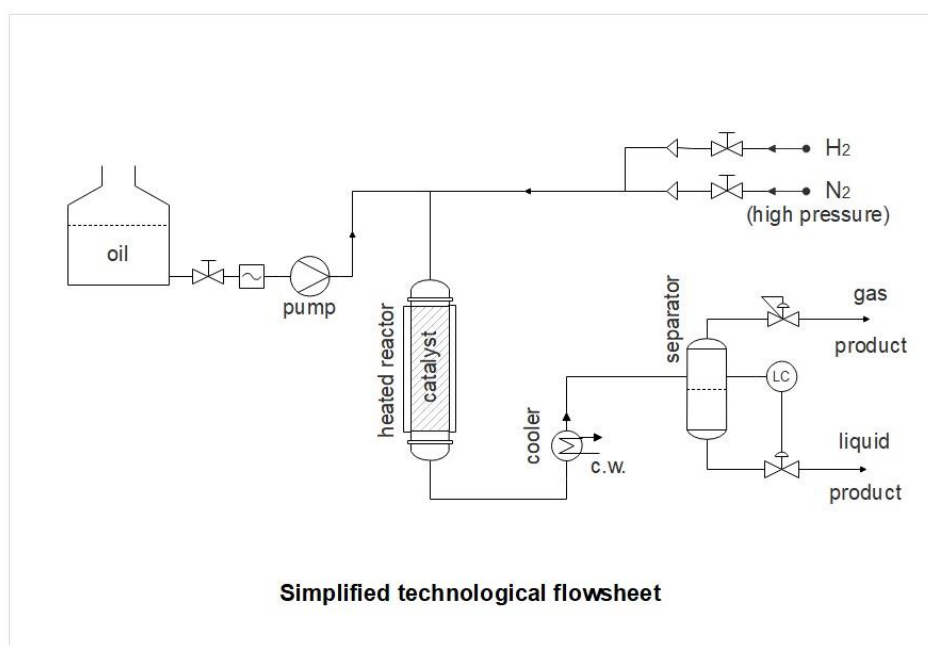 H2
N2
(high pressure)
oil
pump
heated reactor
catalyst
cooler
c.w.
separator
gas
product
LC
liquid
product
Simplified technological flowsheet